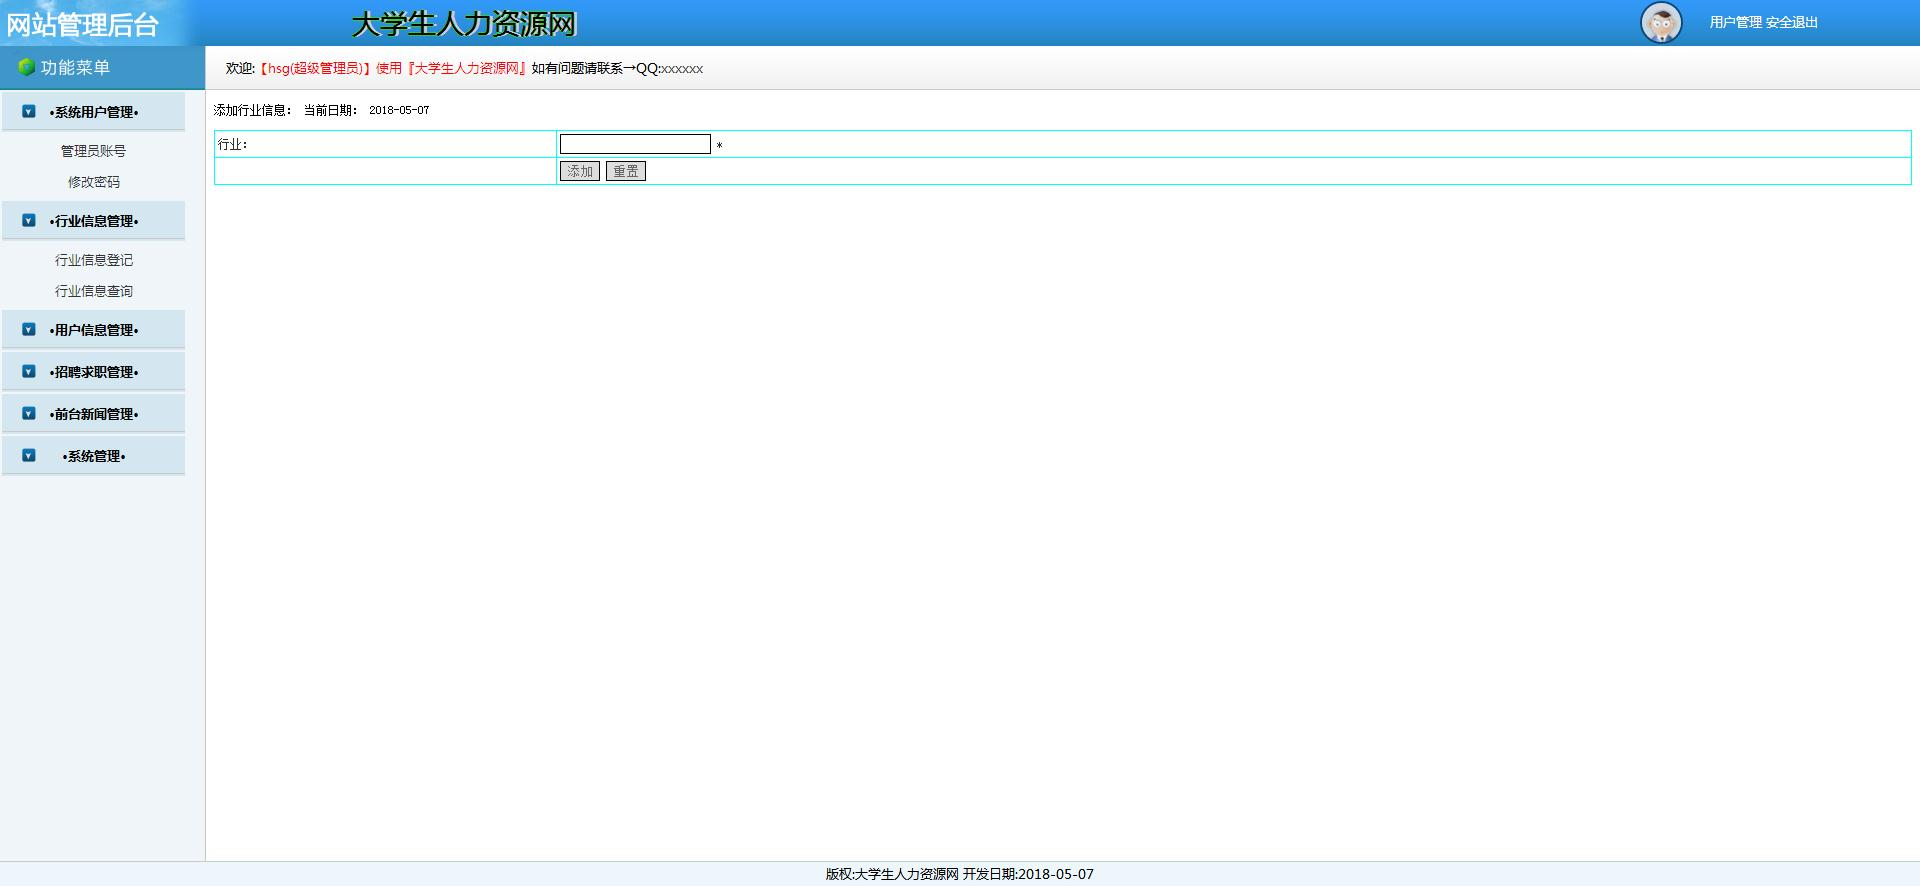 网站管理后台
大学生人力资源网
用户管理 安全退出
功能菜单
欢迎:【hsg(超级管理员)】使用『大学生人力资源网』如有问题请联系→QQ:xxxxxx
•系统用户管理•
管理员账号
修改密码
•行业信息管理•
行业信息登记
行业信息查询
•用户信息管理•
•招聘求职管理•
•前台新闻管理•
•系统管理•
添加行业信息: 当前日期: 2018-05-07
行业: *
添加 重置
版权:大学生人力资源网 开发日期:2018-05-07